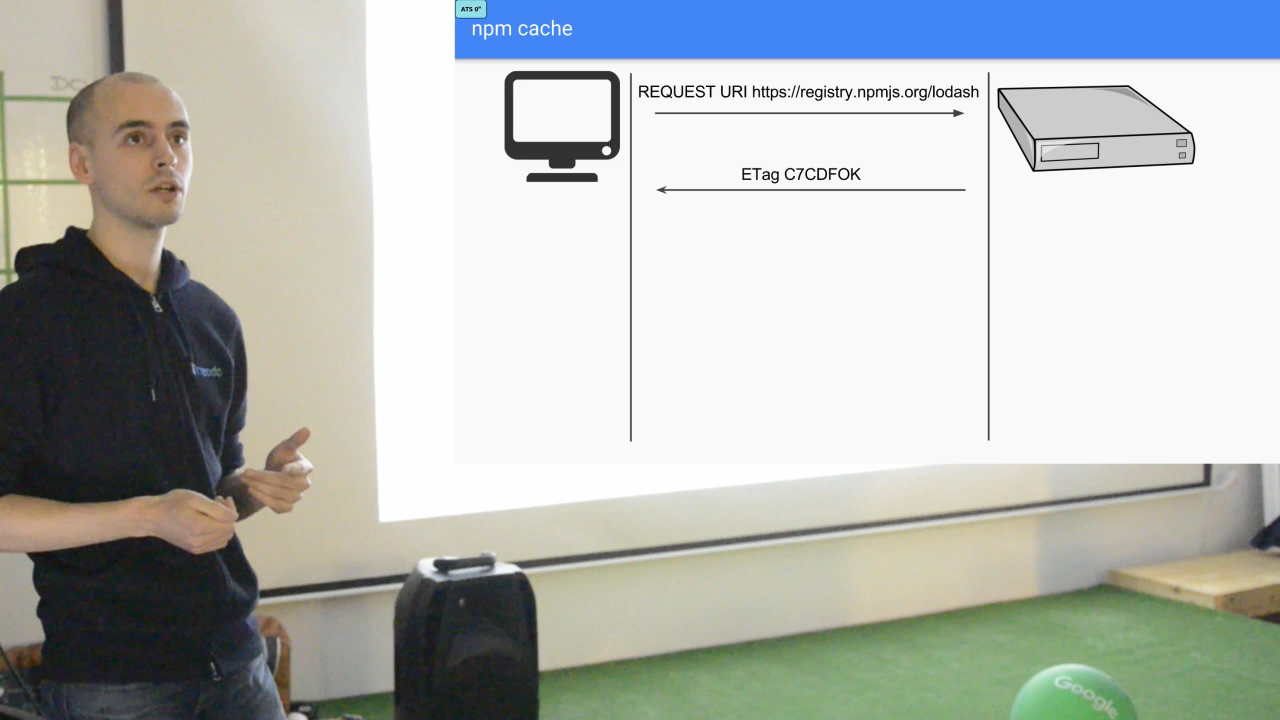 ATS 0"
npm cache
REQUEST URI https://registry.npmjs.org/lodash
ETag C7CDFOK
Google